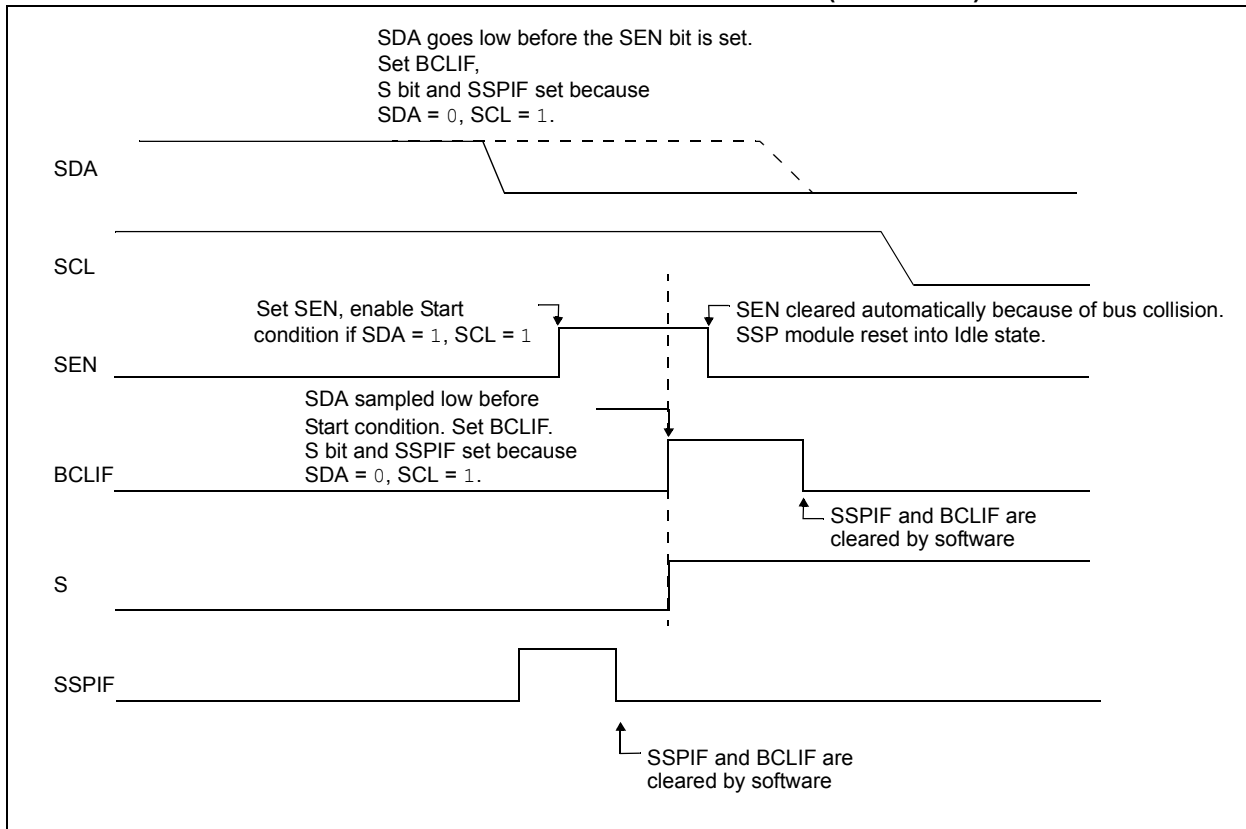 SDA goes low before the SEN bit is set.
Set BCLIF,
S bit and SSPIF set because
SDA = 0, SCL = 1.
SDA
SCL
Set SEN, enable Start
condition if SDA = 1, SCL = 1
SEN cleared automatically because of bus collision.
SSP module reset into Idle state.
SEN
SDA sampled low before
Start condition. Set BCLIF.
S bit and SSPIF set because
SDA = 0, SCL = 1.
BCLIF
SSPIF and BCLIF are
cleared by software
S
SSPIF
SSPIF and BCLIF are
cleared by software